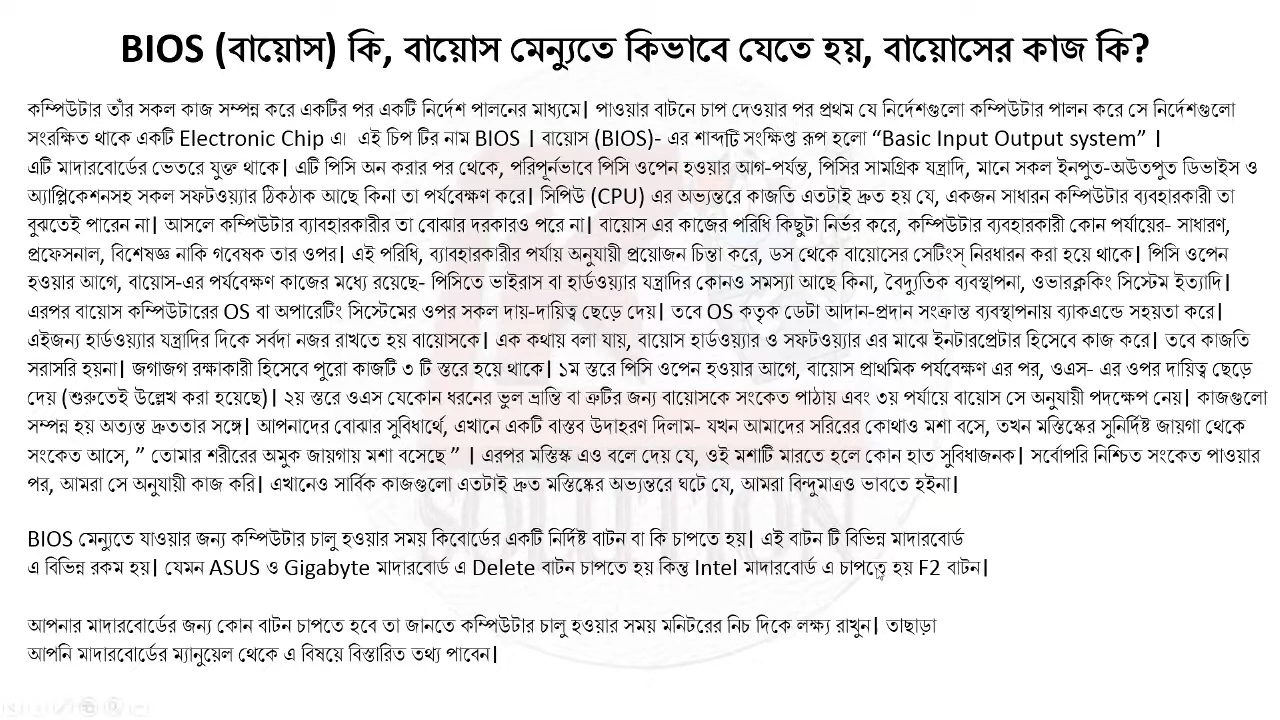 BIOS (বায়োস) কি, বায়োস মেন্যুতে কিভাবে যেতে হয়, বায়োসের কাজ কি?
কম্পিউটার তাঁর সকল কাজ সম্পন্ন করে একটির পর একটি নির্দেশ পালনের মাধ্যমে। পাওয়ার বাটনে চাপ দেওয়ার পর প্রথম যে নির্দেশগুলো কম্পিউটার পালন করে সে নির্দেশগুলো
সংরক্ষিত থাকে একটি Electronic Chip এ। এই চিপ টির নাম BIOS । বায়োস (BIOS)- এর শাব্দটি সংক্ষিপ্ত রূপ হলো “Basic Input Output system” ।
এটি মাদারবোর্ডের ভেতরে যুক্ত থাকে। এটি পিসি অন করার পর থেকে, পরিপূর্নভাবে পিসি ওপেন হওয়ার আগ-পর্যন্ত, পিসির সামগ্রিক যন্ত্রাদি, মানে সকল ইনপুত-অউতপুত ডিভাইস ও
অ্যাপ্লিকেশনসহ সকল সফটওয়্যার ঠিকঠাক আছে কিনা তা পর্যবেক্ষণ করে। সিপিউ (CPU) এর অভ্যন্তরে কাজতি এতটাই দ্রুত হয় যে, একজন সাধারন কম্পিউটার ব্যবহারকারী তা
বুঝতেই পারেন না। আসলে কম্পিউটার ব্যাবহারকারীর তা বোঝার দরকারও পরে না। বায়োস এর কাজের পরিধি কিছুটা নির্ভর করে, কম্পিউটার ব্যবহারকারী কোন পর্যায়ের- সাধারণ,
প্রফেসনাল, বিশেষজ্ঞ নাকি গবেষক তার ওপর। এই পরিধি, ব্যাবহারকারীর পর্যায় অনুযায়ী প্রয়োজন চিন্তা করে, ডস থেকে বায়োসের সেটিংস্ নিরধারন করা হয়ে থাকে। পিসি ওপেন
হওয়ার আগে, বায়োস-এর পর্যবেক্ষণ কাজের মধ্যে রয়েছে- পিসিতে ভাইরাস বা হার্ডওয়্যার যন্ত্রাদির কোনও সমস্যা আছে কিনা, বৈদ্যুতিক ব্যবস্থাপনা, ওভারক্লকিং সিস্টেম ইত্যাদি।
এরপর বায়োস কম্পিউটারের OS বা অপারেটিং সিস্টেমের ওপর সকল দায়-দায়িত্ব ছেড়ে দেয়। তবে OS কতৃক ডেটা আদান-প্রদান সংক্রান্ত ব্যবস্থাপনায় ব্যাকএন্ডে সহয়তা করে।
এইজন্য হার্ডওয়্যার যন্ত্রাদির দিকে সর্বদা নজর রাখতে হয় বায়োসকে। এক কথায় বলা যায়, বায়োস হার্ডওয়্যার ও সফটওয়্যার এর মাঝে ইনটারপ্রেটার হিসেবে কাজ করে। তবে কাজতি
সরাসরি হয়না। জগাজগ রক্ষাকারী হিসেবে পুরো কাজটি ৩ টি স্তরে হয়ে থাকে। ১ম স্তরে পিসি ওপেন হওয়ার আগে, বায়োস প্রাথমিক পর্যবেক্ষণ এর পর, ওএস- এর ওপর দায়িত্ব ছেড়ে
দেয় (শুরুতেই উল্লেখ করা হয়েছে)। ২য় স্তরে ওএস যেকোন ধরনের ভুল ভ্রান্তি বা ত্রুটির জন্য বায়োসকে সংকেত পাঠায় এবং ৩য় পর্যায়ে বায়োস সে অনুযায়ী পদক্ষেপ নেয়। কাজগুলো
সম্পন্ন হয় অত্যন্ত দ্রুততার সঙ্গে। আপনাদের বোঝার সুবিধার্থে, এখানে একটি বাস্তব উদাহরণ দিলাম- যখন আমাদের সরিরের কোথাও মশা বসে, তখন মস্তিস্কের সুনির্দিষ্ট জায়গা থেকে
সংকেত আসে, ” তোমার শরীরের অমুক জায়গায় মশা বসেছে ” । এরপর মস্তিস্ক এও বলে দেয় যে, ওই মশাটি মারতে হলে কোন হাত সুবিধাজনক। সর্বোপরি নিশ্চিত সংকেত পাওয়ার
পর, আমরা সে অনুযায়ী কাজ করি। এখানেও সার্বিক কাজগুলো এতটাই দ্রুত মস্তিষ্কের অভ্যন্তরে ঘটে যে, আমরা বিন্দুমাত্রও ভাবতে হইনা।
BIOS মেন্যুতে যাওয়ার জন্য কম্পিউটার চালু হওয়ার সময় কিবোর্ডের একটি নির্দিষ্ট বাটন বা কি চাপতে হয়। এই বাটন টি বিভিন্ন মাদারবোর্ড
এ বিভিন্ন রকম হয়। যেমন ASUS ও Gigabyte মাদারবোর্ড এ Delete বাটন চাপতে হয় কিন্তু Intel মাদারবোর্ড এ চাপতে হয় F2 বাটন।
আপনার মাদারবোর্ডের জন্য কোন বাটন চাপতে হবে তা জানতে কম্পিউটার চালু হওয়ার সময় মনিটরের নিচ দিকে লক্ষ্য রাখুন। তাছাড়া
আপনি মাদারবোর্ডের ম্যানুয়েল থেকে এ বিষয়ে বিস্তারিত তথ্য পাবেন।
SOLUTION